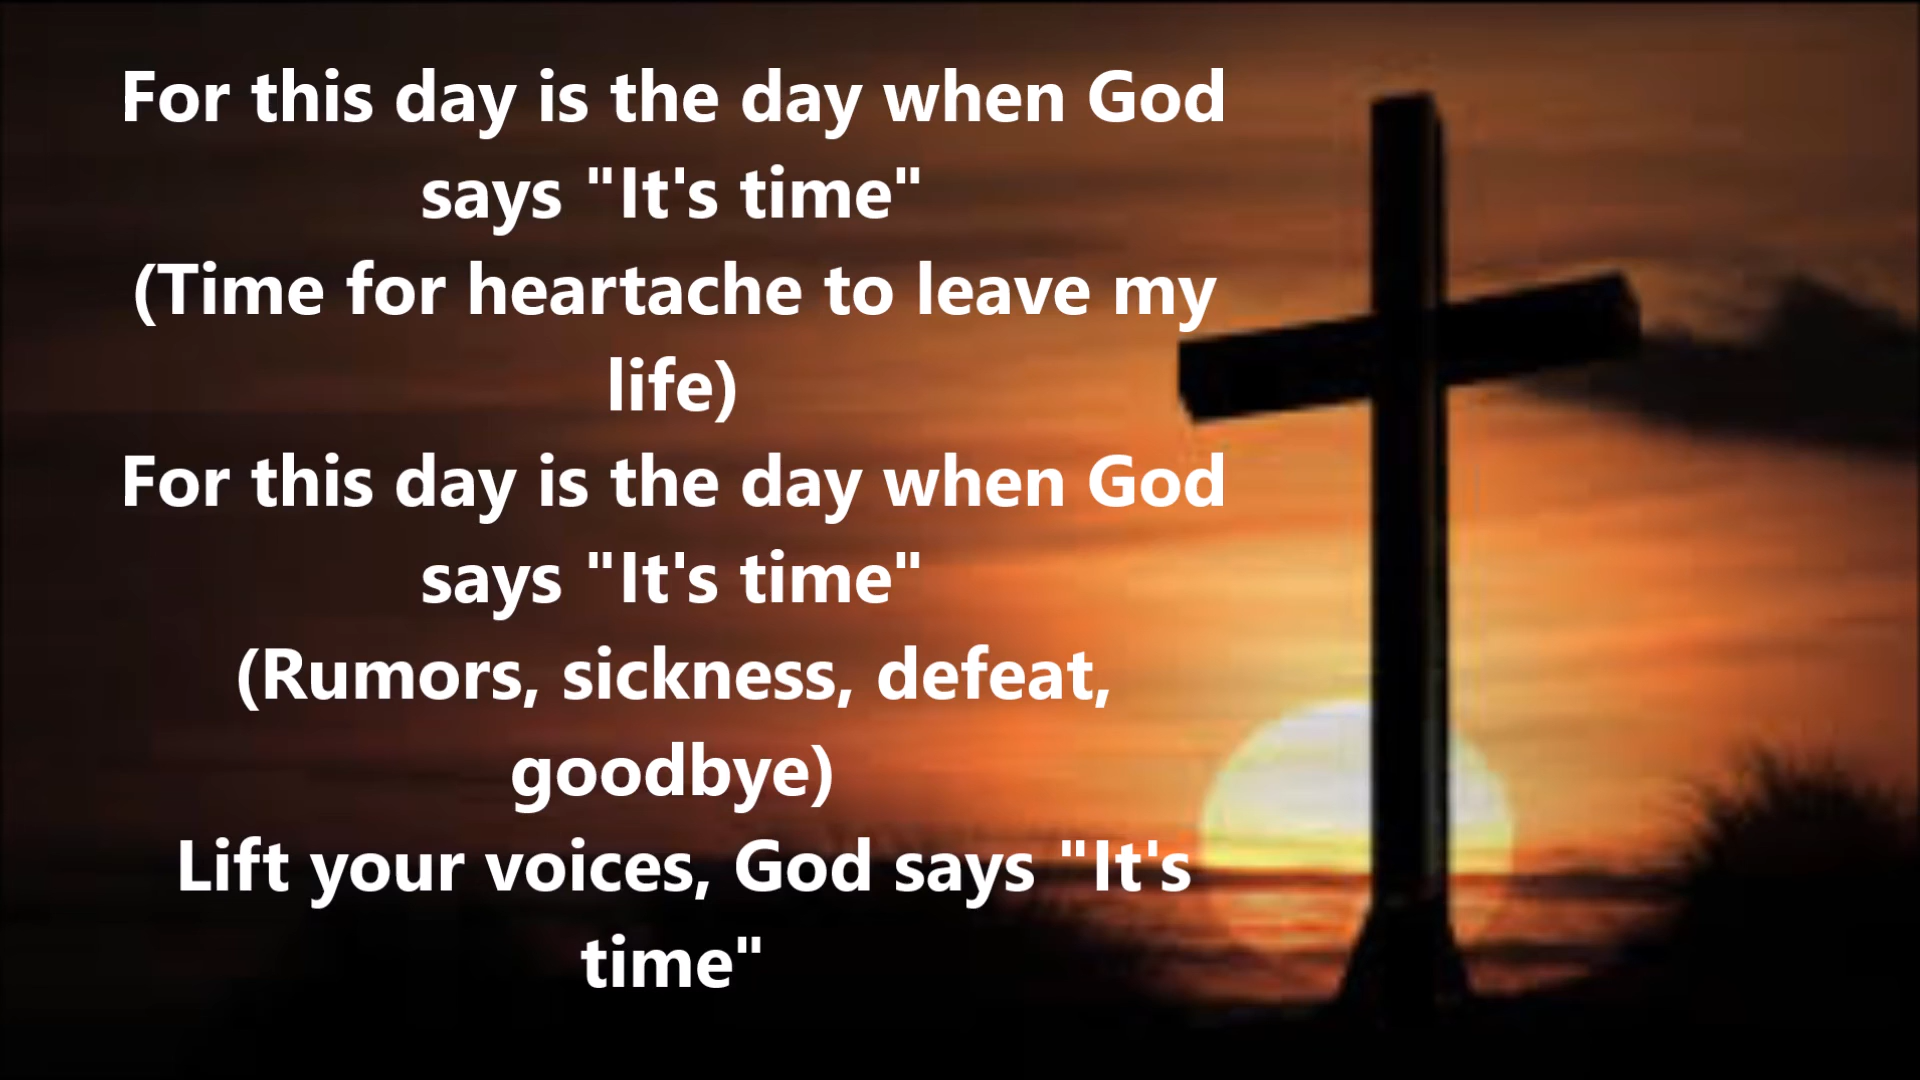 For this day is the day when God
says "It's time"
(Time for heartache to leave my
life)
For this day is the day when God
says "It's time"
(Rumors, sickness, defeat,
goodbye)
Lift your voices, God says "It's
time"